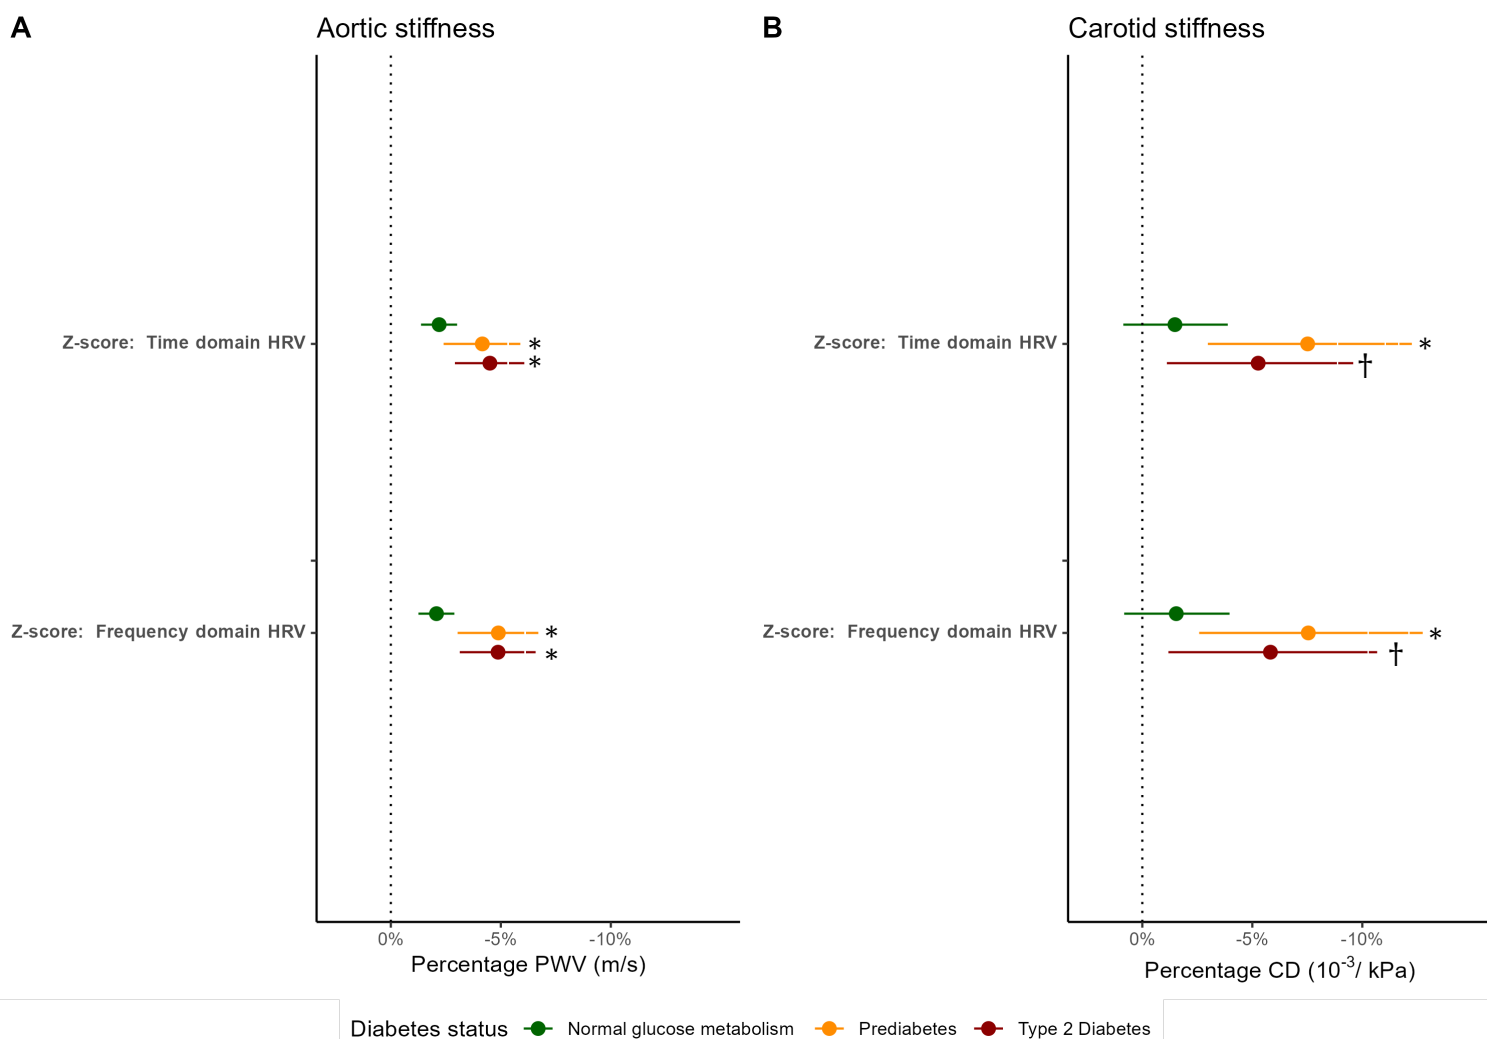 A
Aortic stiffness
Z-score: Time domain HRV
*
*
Z-score: Frequency domain HRV
*
*
0% -5% -10%
Percentage PWV (m/s)
B
Carotid stiffness
Z-score: Time domain HRV
*
†
Z-score: Frequency domain HRV
*
†
0% -5% -10%
Percentage CD (10⁻³/ kPa)
Diabetes status Normal glucose metabolism Prediabetes Type 2 Diabetes